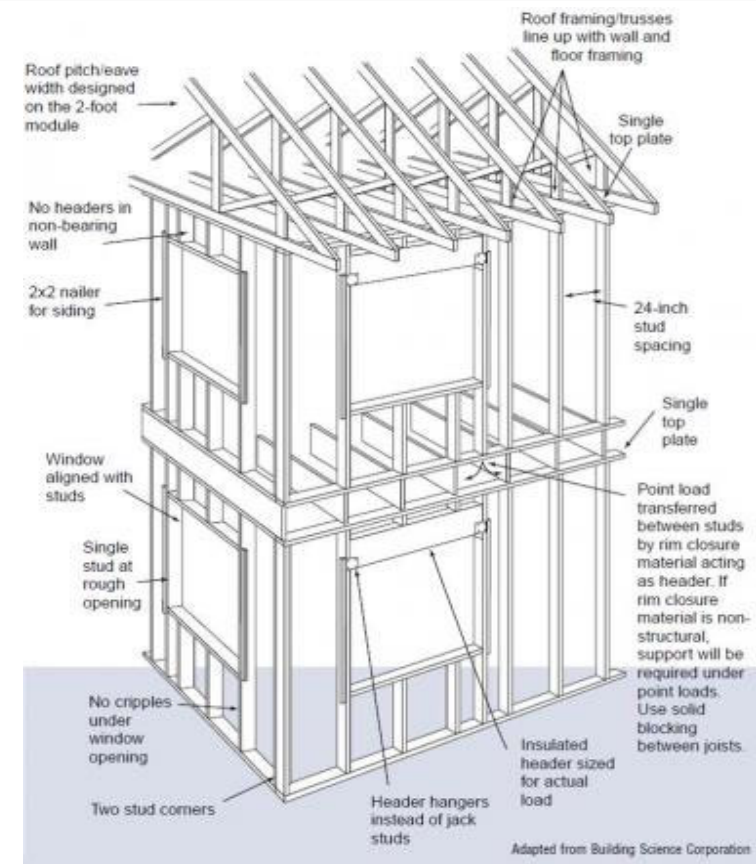 Roof framing/trusses
line up with wall and
floor framing
Roof pitch/eave
width designed
on the 2-foot
module
Single
top plate
No headers in
non-bearing
wall
2x2 nailer
for siding
24-inch
stud
spacing
Single
top
plate
Window
aligned with
studs
Point load
transferred
between studs
by rim closure
material acting
as header. If
rim closure
material is non-
structural,
support will be
required under
point loads.
Use solid
blocking
between joists.
Single
stud at
rough
opening
No cripples
under
window
opening
Insulated
header sized
for actual
load
Two stud corners
Header hangers
instead of jack
studs
Adapted from Building Science Corporation